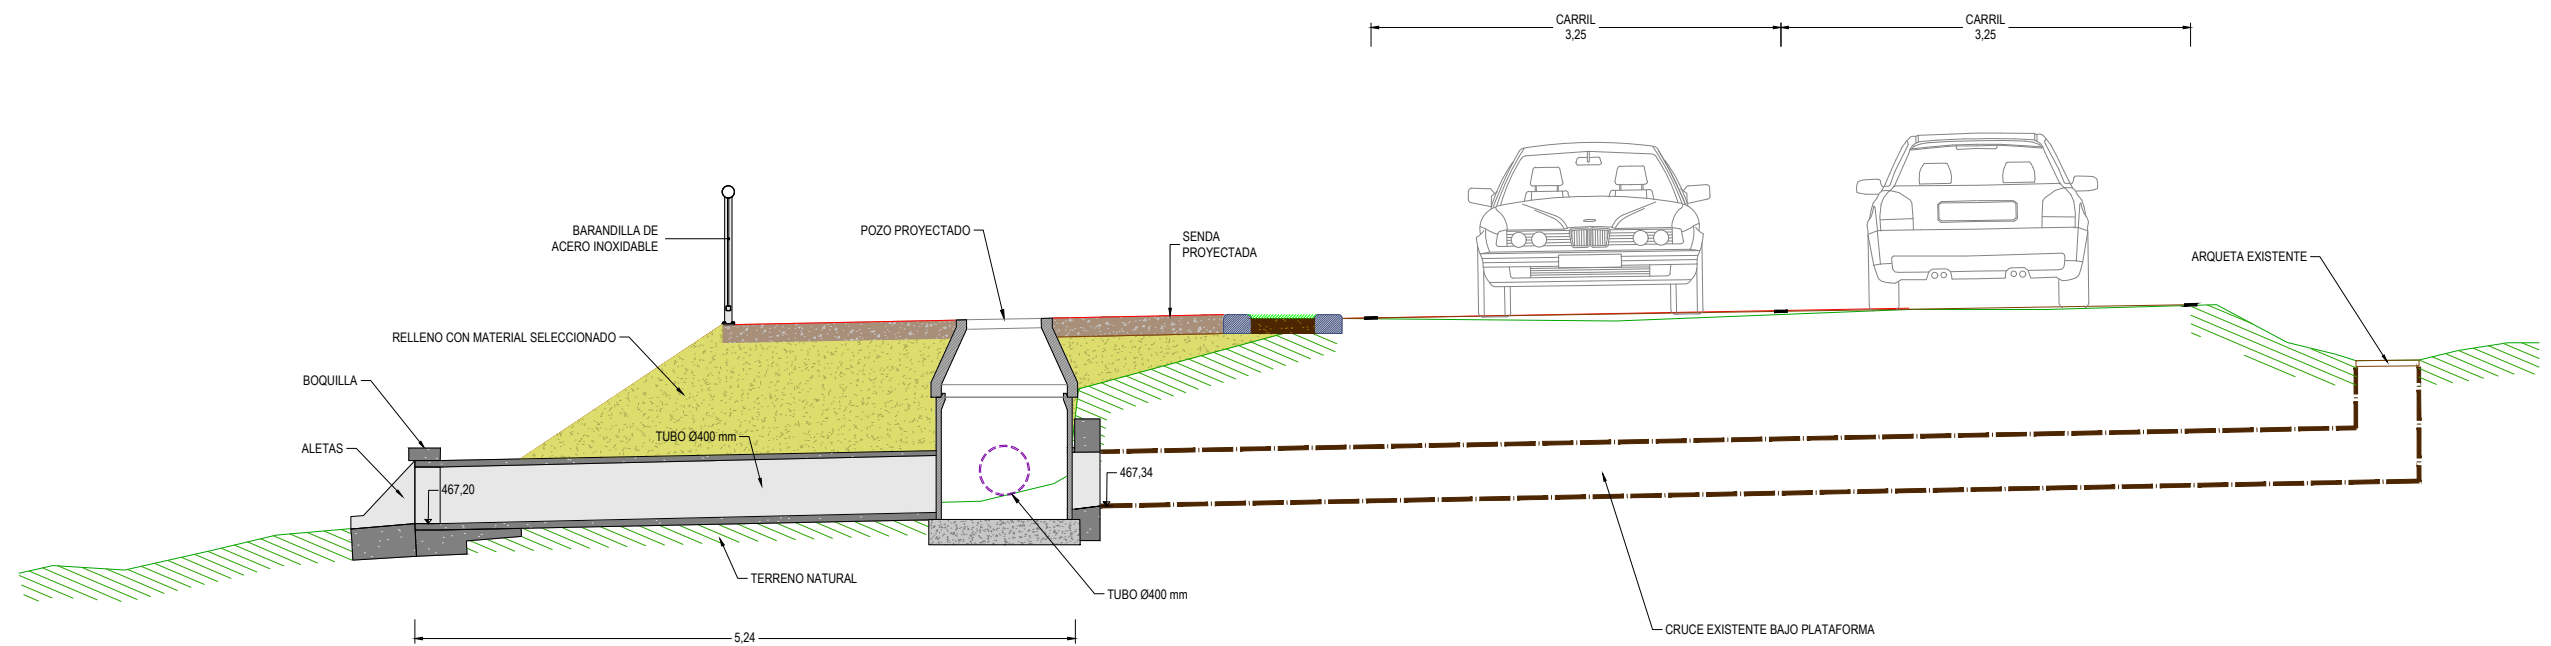 CARRIL
3,25
CARRIL
3,25
BARANDILLA DE
ACERO INOXIDABLE
POZO PROYECTADO
SENDA
PROYECTADA
ARQUETA EXISTENTE
RELLENO CON MATERIAL SELECCIONADO
BOQUILLA
TUBO Ø400 mm
ALETAS
467,20
467,34
TERRENO NATURAL
TUBO Ø400 mm
CRUCE EXISTENTE BAJO PLATAFORMA
5,24